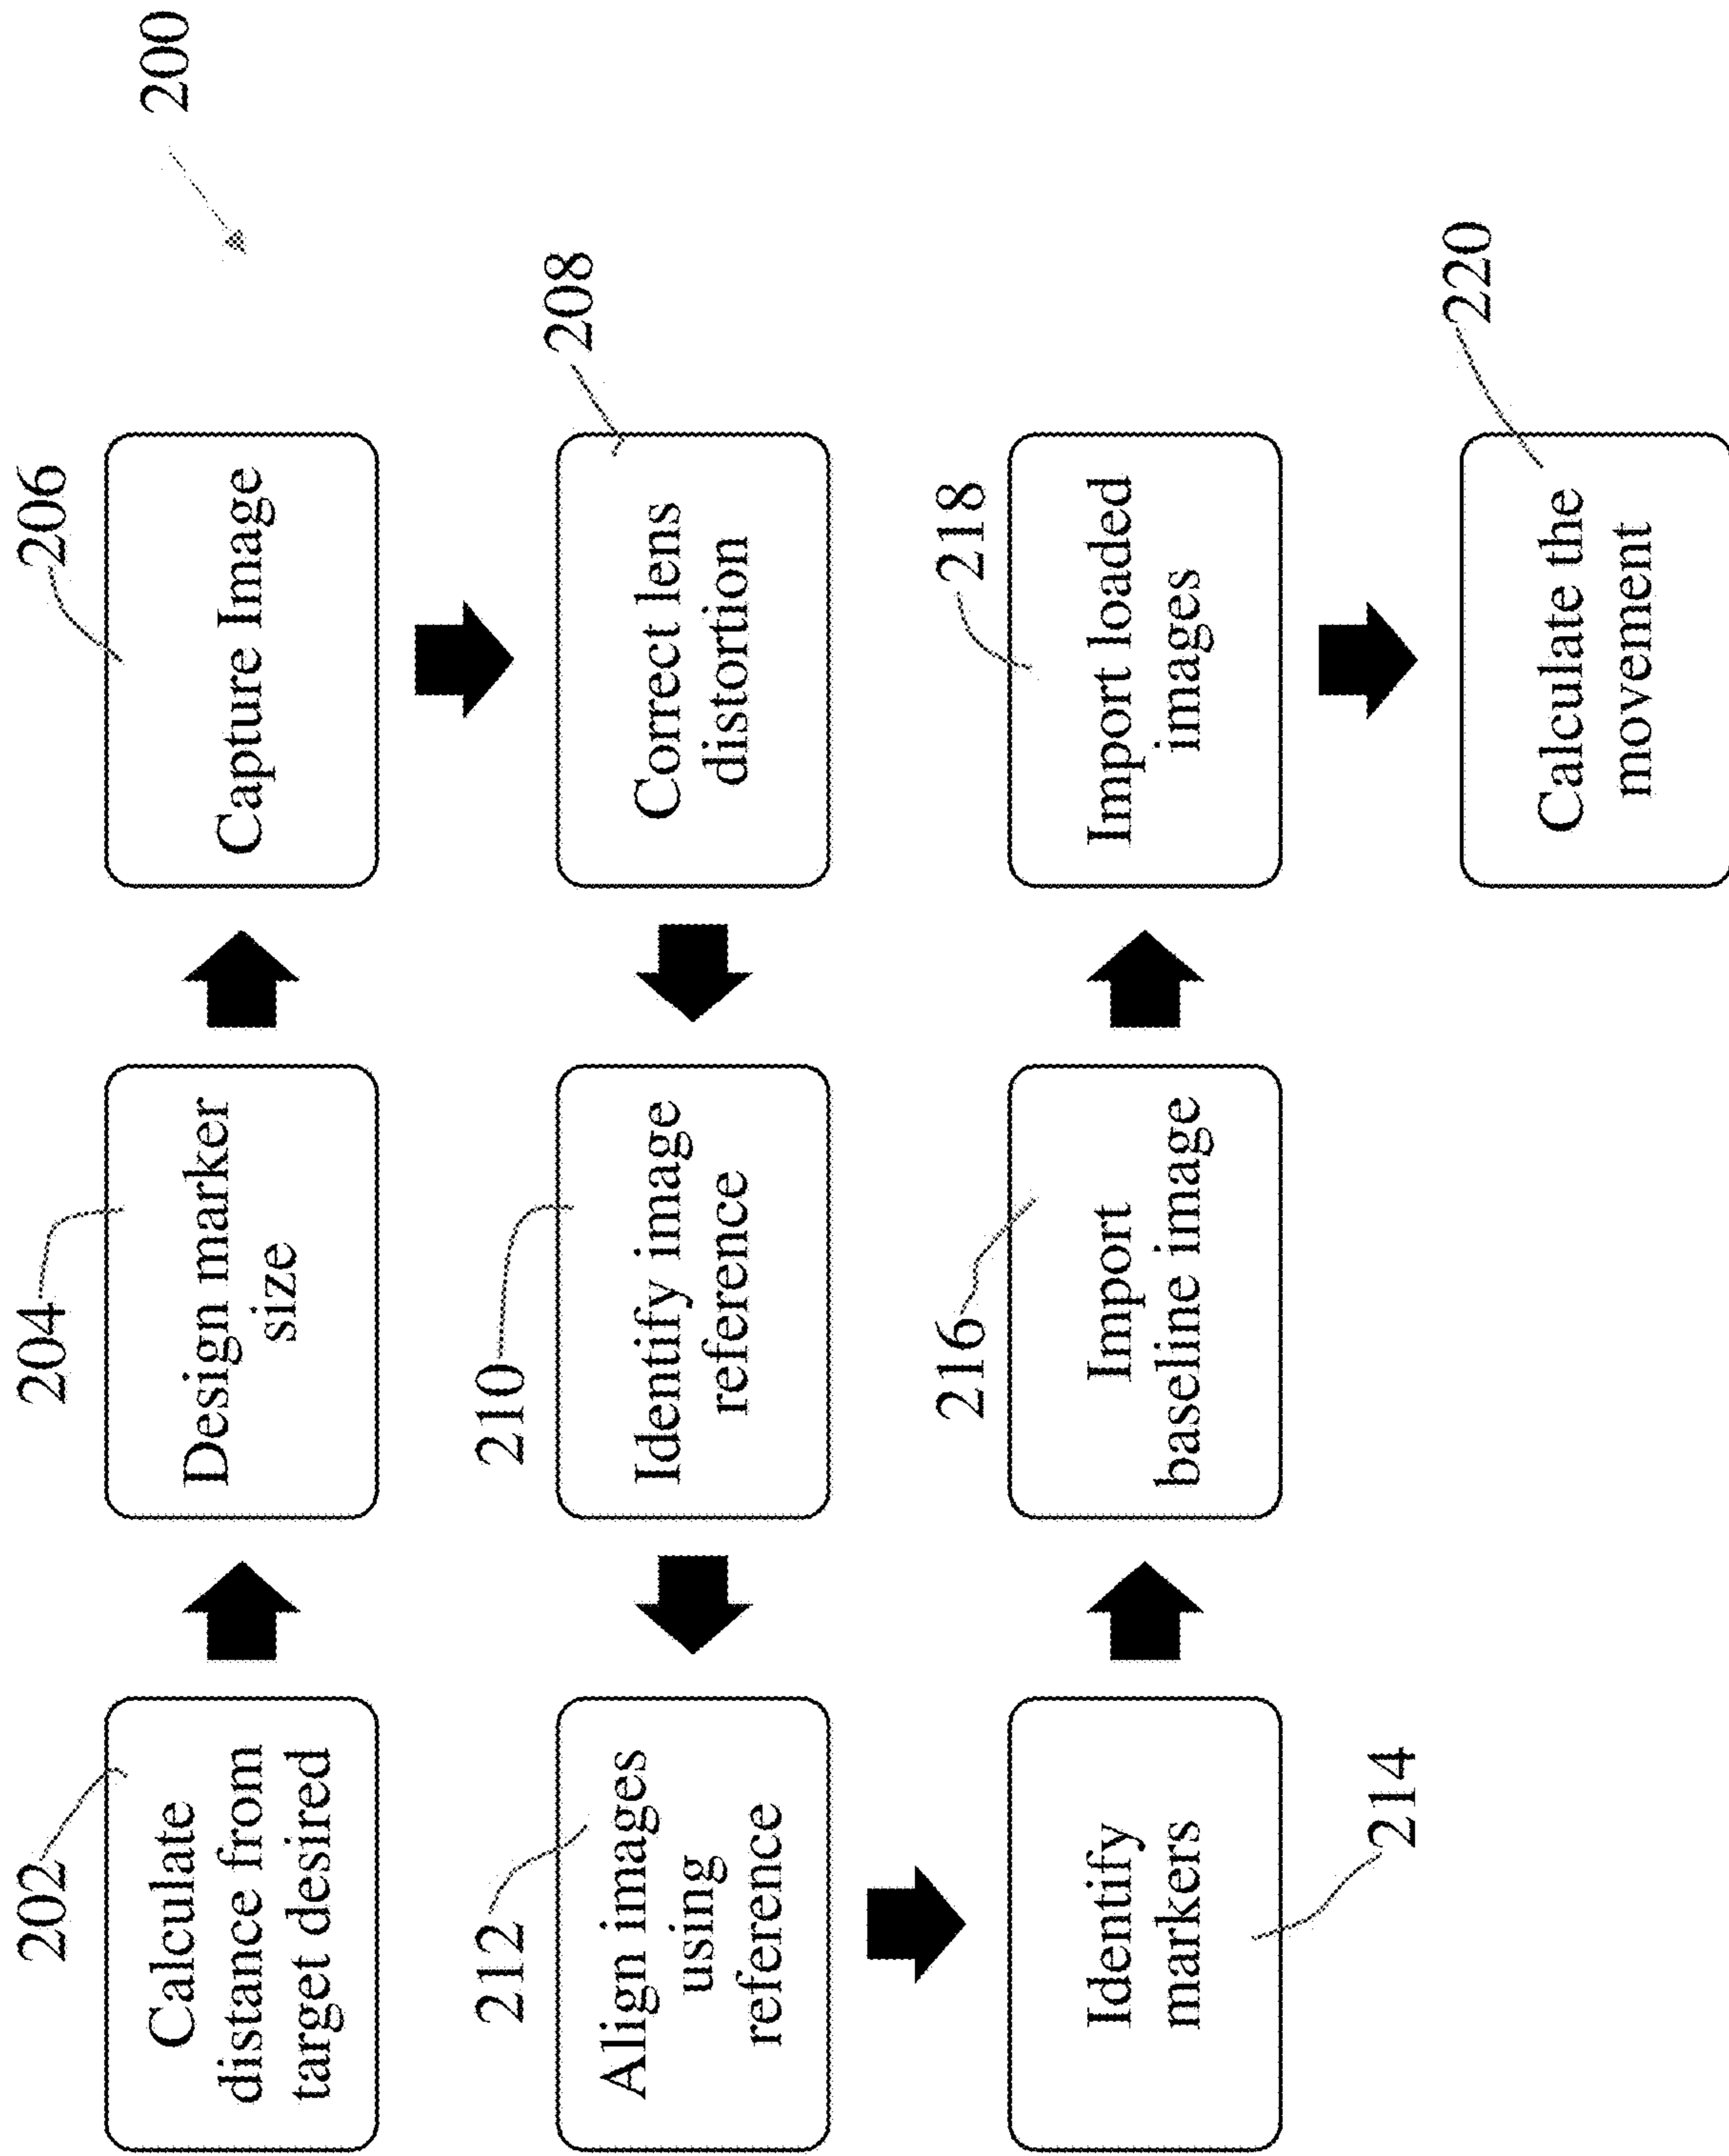 200
202
Calculate
distance from
target desired
204
Design marker
size
206
Capture Image
208
Correct lens
distortion
210
Identify image
reference
212
Align images
using
reference
214
Identify
markers
216
Import
baseline image
218
Import loaded
images
220
Calculate the
movement